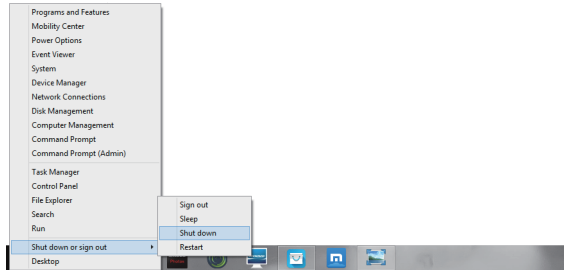 Programs and Features
Mobility Center
Power Options
Event Viewer
System
Device Manager
Network Connections
Disk Management
Computer Management
Command Prompt
Command Prompt (Admin)
Task Manager
Control Panel
File Explorer
Search
Run
Shut down or sign out
Desktop
Sign out
Sleep
Shut down
Restart